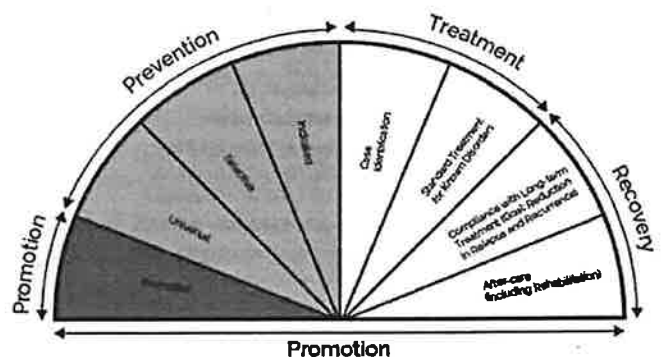 Prevention
Treatment
Promotion
Recovery
Universal
Selective
Indicated
Case
Identification
Standard Treatment
for Known Disorders
Compliance with Long-Term
Treatment (Goal: Reduction
in Relapse and Recurrence)
After-care
(Including Rehabilitation)
Promotion